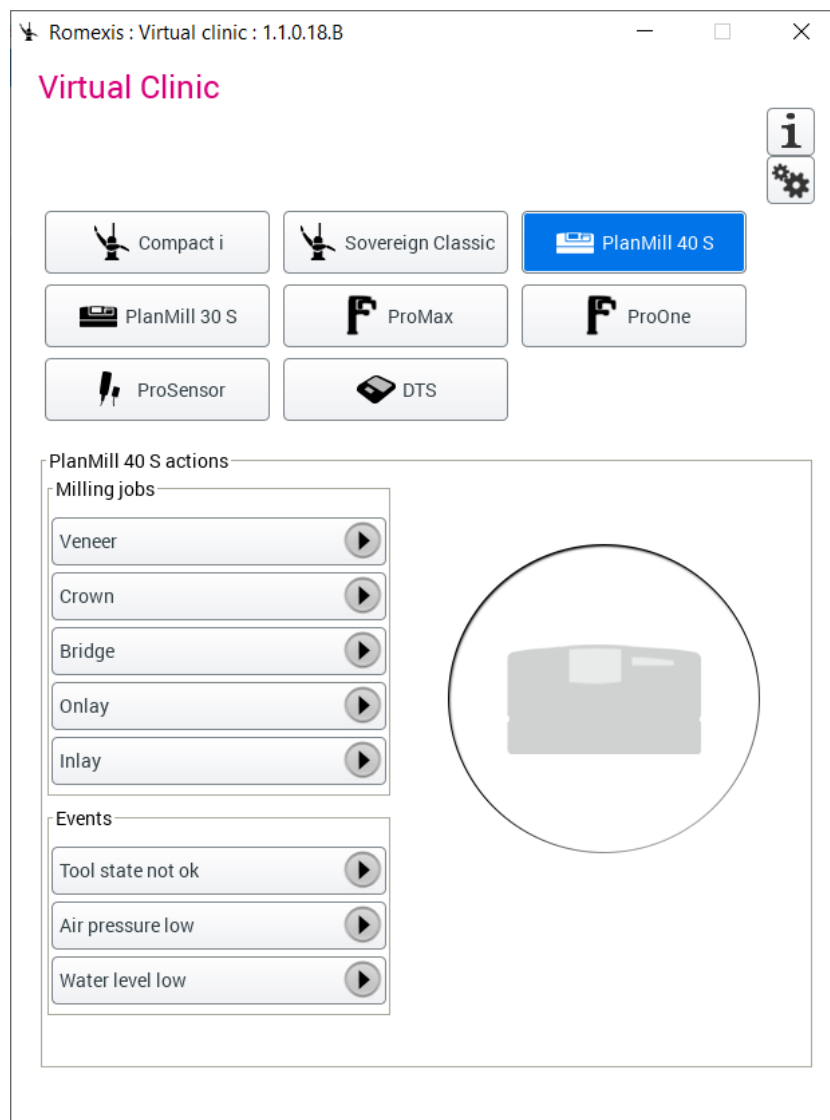 Romexis : Virtual clinic : 1.1.0.18.B
Virtual Clinic
i
Compact i
Sovereign Classic
PlanMill 40 S
PlanMill 30 S
ProMax
ProOne
ProSensor
DTS
PlanMill 40 S actions
Milling jobs
Veneer
Crown
Bridge
Onlay
Inlay
Events
Tool state not ok
Air pressure low
Water level low